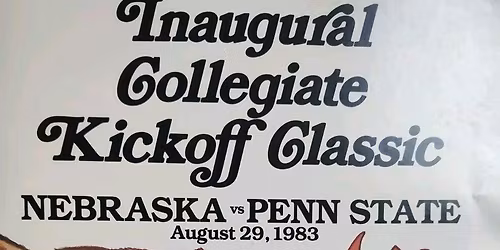 Inaugural
Collegiate
Kickoff Classic
NEBRASKA vs PENN STATE
August 29, 1983